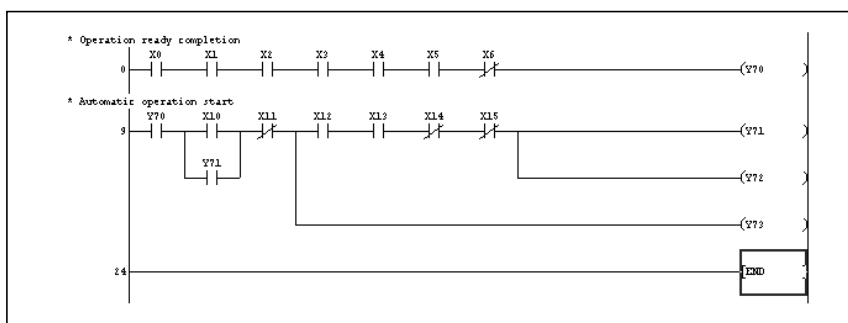 * Operation ready completion
X0 X1 X2 X3 X4 X5 X6
0 (Y70 )
* Automatic operation start
Y70 X10 X11 X12 X13 X14 X15
9 (Y71 )
Y71
(Y72 )
(Y73 )
24 [END ]